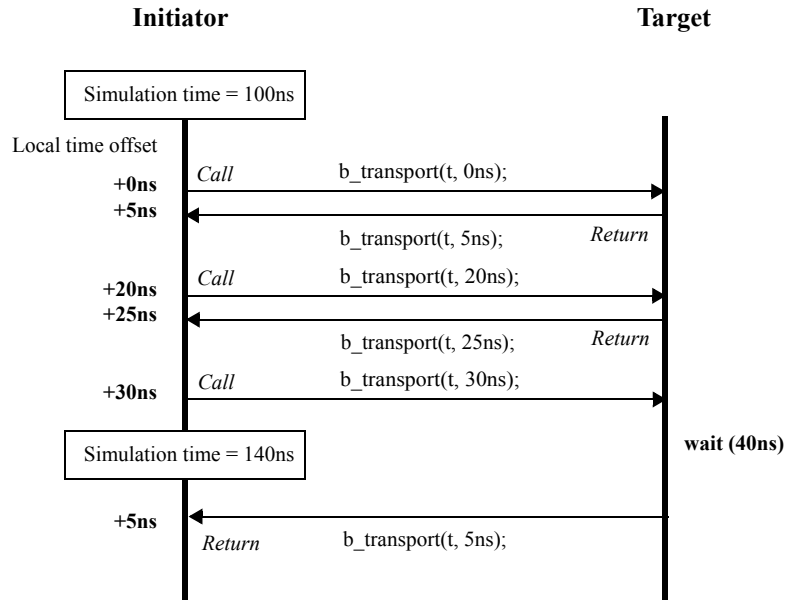 Initiator Target
Simulation time = 100ns
Local time offset
+0ns Call b_transport(t, 0ns);
+5ns
b_transport(t, 5ns); Return
+20ns Call b_transport(t, 20ns);
+25ns
b_transport(t, 25ns); Return
+30ns Call b_transport(t, 30ns);
wait (40ns)
Simulation time = 140ns
+5ns
Return b_transport(t, 5ns);